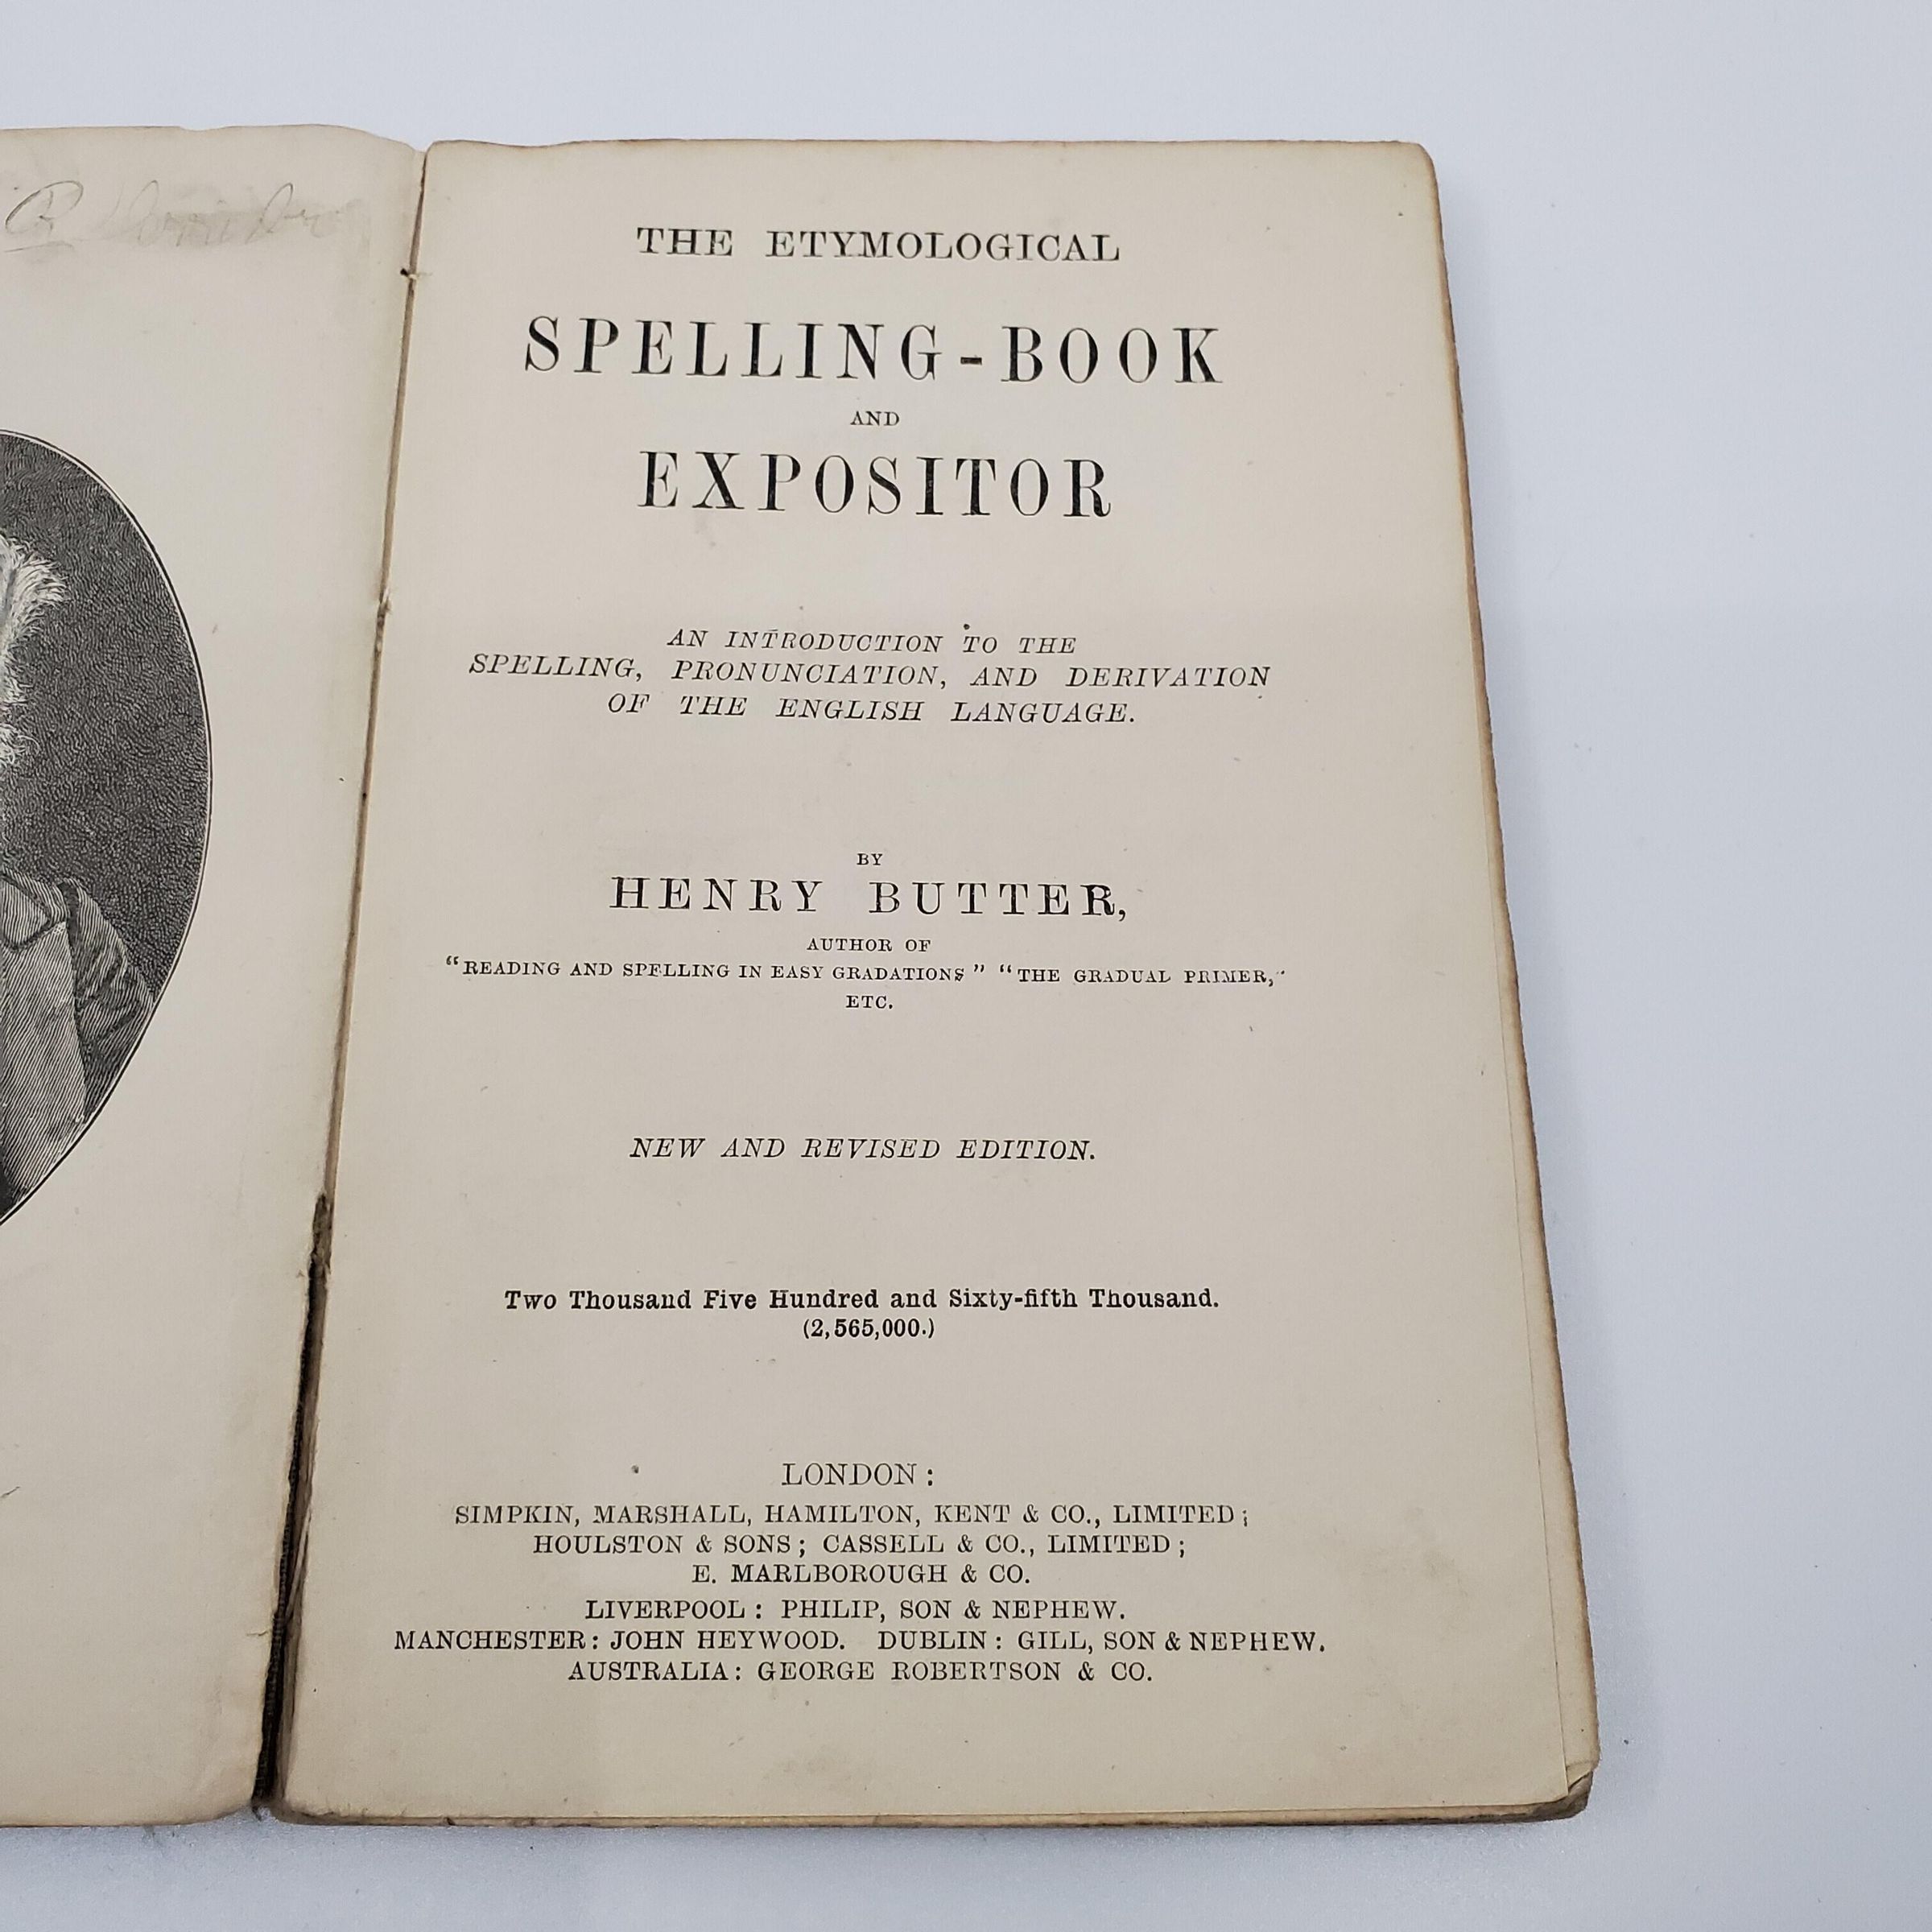 THE ETYMOLOGICAL
SPELLING-BOOK
AND
EXPOSITOR
AN INTRODUCTION TO THE
SPELLING, PRONUNCIATION, AND DERIVATION
OF THE ENGLISH LANGUAGE.
BY
HENRY BUTTER,
AUTHOR OF
"READING AND SPELLING IN EASY GRADATIONS" "THE GRADUAL PRIMER,"
ETC.
NEW AND REVISED EDITION.
Two Thousand Five Hundred and Sixty-fifth Thousand.
(2,565,000.)
LONDON:
SIMPKIN, MARSHALL, HAMILTON, KENT & CO., LIMITED;
HOULSTON & SONS; CASSELL & CO., LIMITED;
E. MARLBOROUGH & CO.
LIVERPOOL: PHILIP, SON & NEPHEW.
MANCHESTER: JOHN HEYWOOD. DUBLIN: GILL, SON & NEPHEW.
AUSTRALIA: GEORGE ROBERTSON & CO.